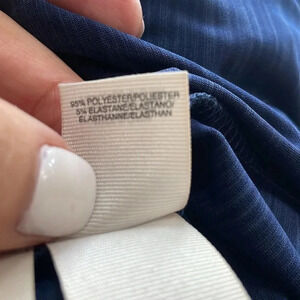 95% POLYESTER/POLIESTER
5% ELASTANE/ELASTANO/
ELASTHANNE/ELASTHAN